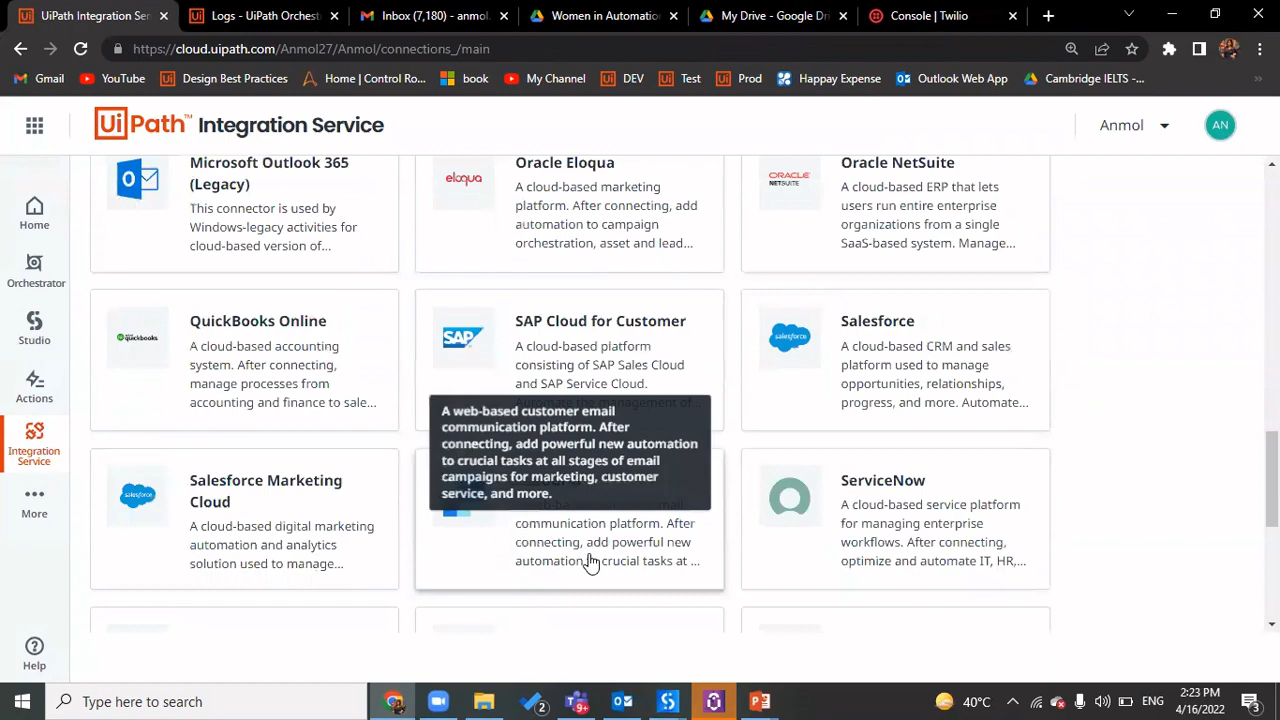 UiPath Integration Service
Logs - UiPath Orchest
Inbox (7,180) - anmol.
Women in Automation
My Drive - Google Dri
Console | Twilio
https://cloud.uipath.com/Anmol27/Anmol/connections_/main
Gmail
YouTube
Design Best Practices
Home | Control Ro...
book
My Channel
DEV
Test
Prod
Happay Expense
Outlook Web App
Cambridge IELTS -...
UiPath™ Integration Service
Anmol
AN
Home
Orchestrator
Studio
Actions
Integration
Service
More
Help
Microsoft Outlook 365
(Legacy)
This connector is used by
Windows-legacy activities for
cloud-based version of...
eloqua
Oracle Eloqua
A cloud-based marketing
platform. After connecting, add
automation to campaign
orchestration, asset and lead...
ORACLE
NETSUITE
Oracle NetSuite
A cloud-based ERP that lets
users run entire enterprise
organizations from a single
SaaS-based system. Manage...
quickbooks
QuickBooks Online
A cloud-based accounting
system. After connecting,
manage processes from
accounting and finance to sale...
SAP
SAP Cloud for Customer
A cloud-based platform
consisting of SAP Sales Cloud
and SAP Service Cloud.
Automate the management of...
salesforce
Salesforce
A cloud-based CRM and sales
platform used to manage
opportunities, relationships,
progress, and more. Automate...
A web-based customer email
communication platform. After
connecting, add powerful new automation
to crucial tasks at all stages of email
campaigns for marketing, customer
service, and more.
salesforce
Salesforce Marketing
Cloud
A cloud-based digital marketing
automation and analytics
solution used to manage...
communication platform. After
connecting, add powerful new
automation to crucial tasks at ...
ServiceNow
A cloud-based service platform
for managing enterprise
workflows. After connecting,
optimize and automate IT, HR,...
Type here to search
2
9+
40°C
ENG
2:23 PM
4/16/2022
3